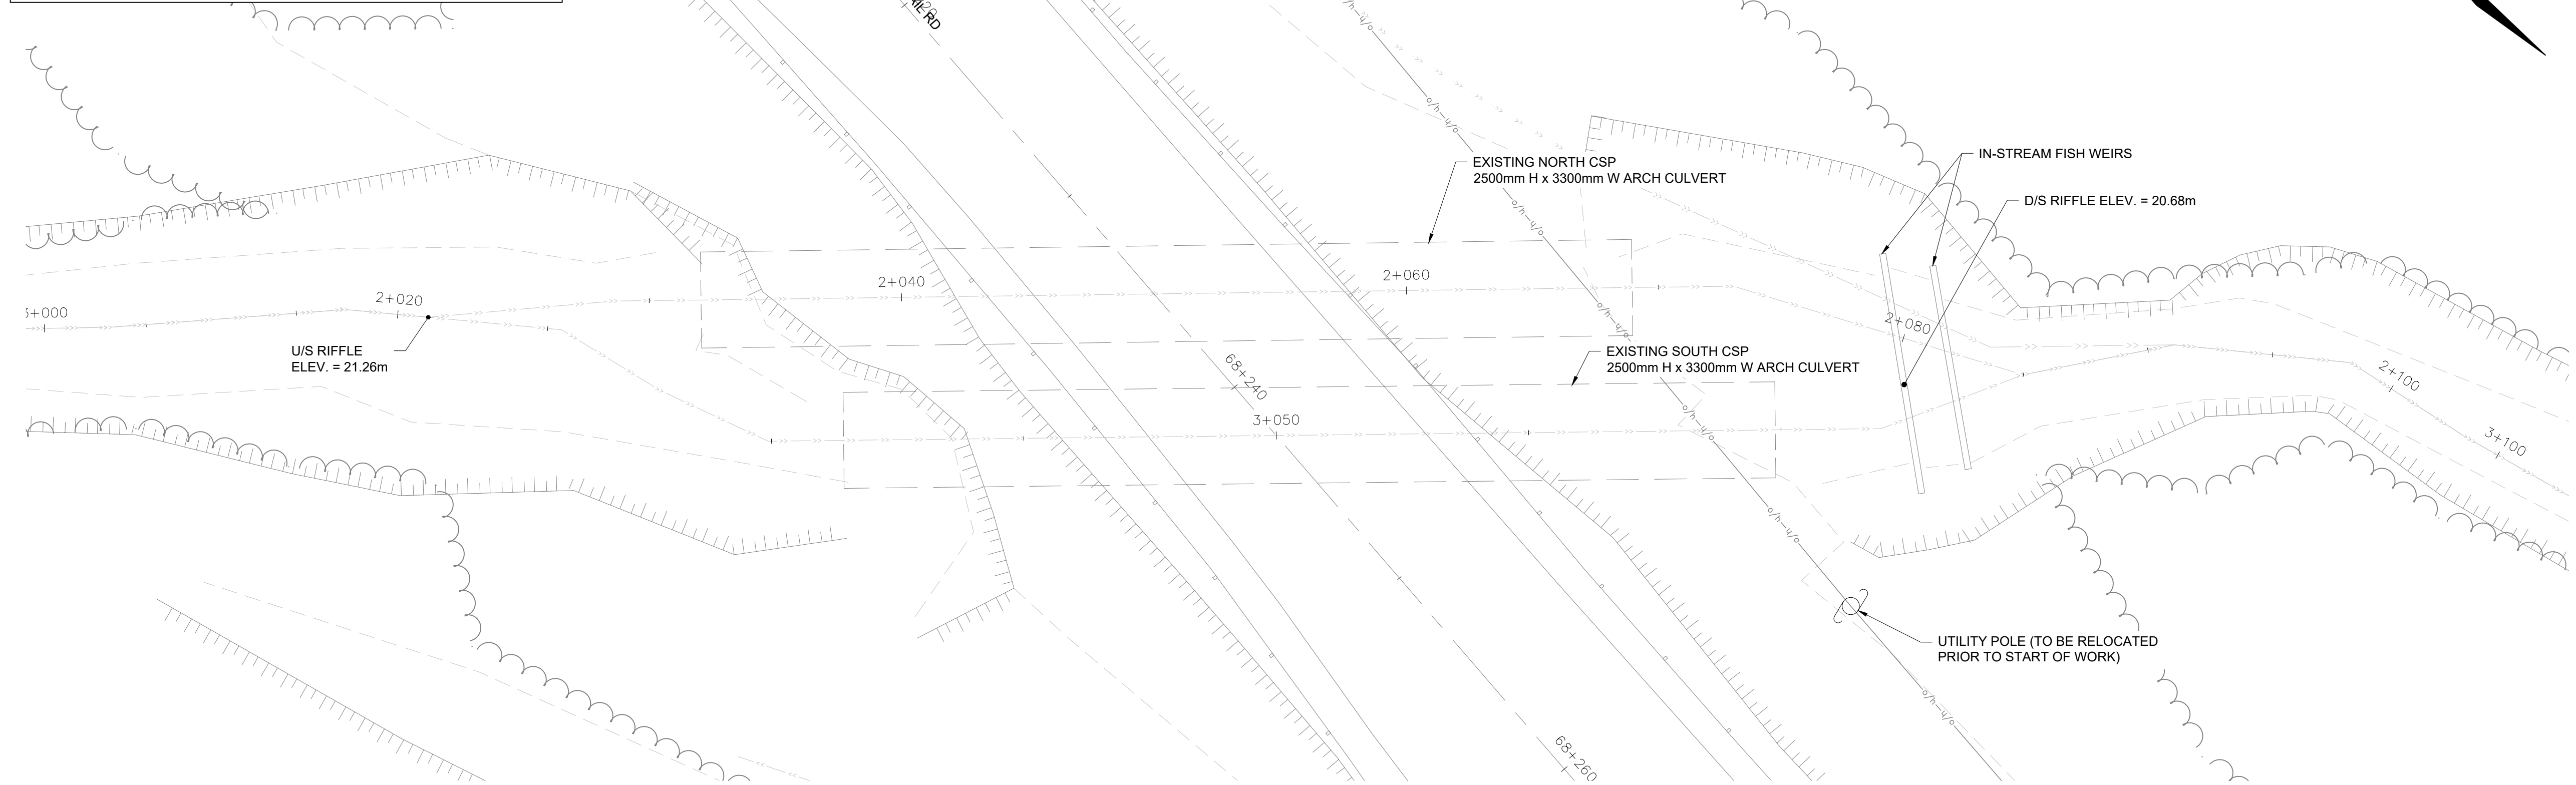 EXISTING NORTH CSP
2500mm H x 3300mm W ARCH CULVERT
IN-STREAM FISH WEIRS
D/S RIFFLE ELEV. = 20.68m
2+020
2+040
2+060
2+080
U/S RIFFLE
ELEV. = 21.26m
EXISTING SOUTH CSP
2500mm H x 3300mm W ARCH CULVERT
68+240
3+050
2+100
3+100
o/h
o/h
o/h
o/h
o/h
o/h
o/h
o/h
UTILITY POLE (TO BE RELOCATED
PRIOR TO START OF WORK)
68+260
RD